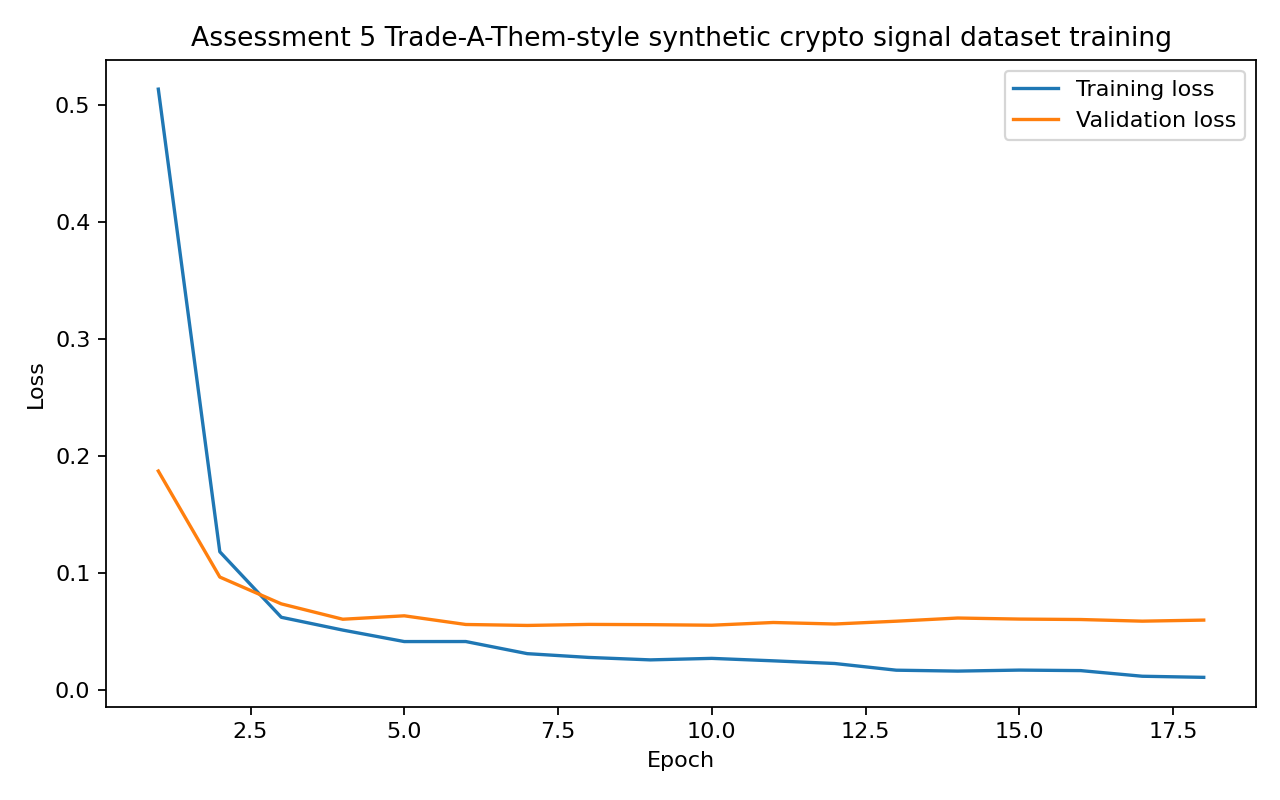 Assessment 5 Trade-A-Them-style synthetic crypto signal dataset training
Training loss
Validation loss
0.5
0.4
0.3
0.2
0.1
0.0
Loss
2.5 5.0 7.5 10.0 12.5 15.0 17.5
Epoch